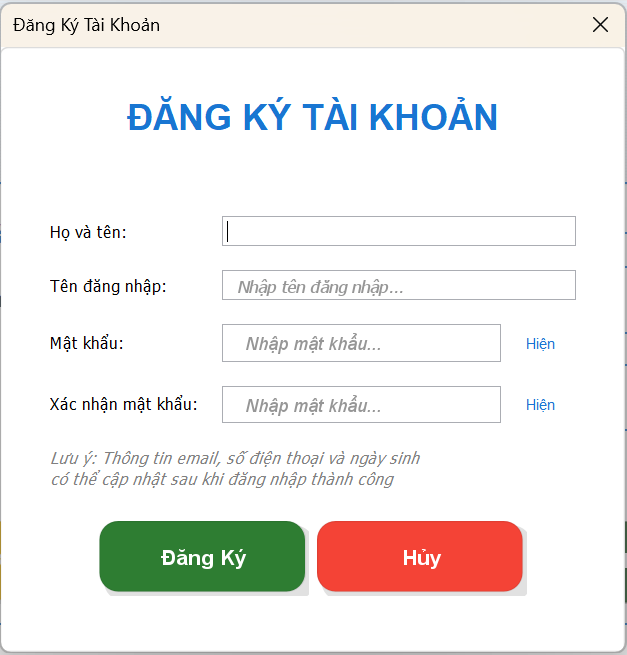 Đăng Ký Tài Khoản
ĐĂNG KÝ TÀI KHOẢN
Họ và tên:
Tên đăng nhập: Nhập tên đăng nhập...
Mật khẩu: Nhập mật khẩu... Hiện
Xác nhận mật khẩu: Nhập mật khẩu... Hiện
Lưu ý: Thông tin email, số điện thoại và ngày sinh
có thể cập nhật sau khi đăng nhập thành công
Đăng Ký Hủy